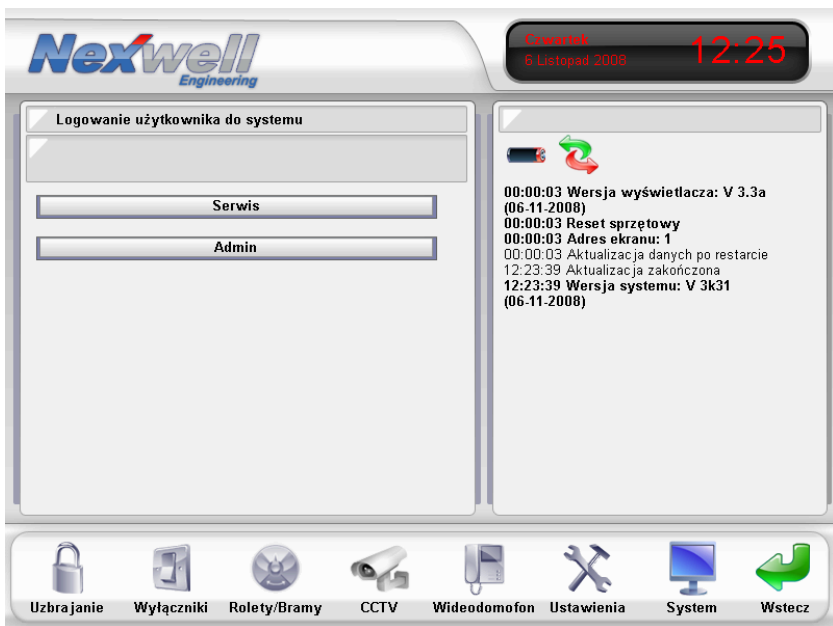 Nexwell
Engineering
Czwartek
6 Listopad 2008
12:25
Logowanie użytkownika do systemu
Serwis
Admin
00:00:03 Wersja wyświetlacza: V 3.3a
(06-11-2008)
00:00:03 Reset sprzętowy
00:00:03 Adres ekranu: 1
00:00:03 Aktualizacja danych po restarcie
12:23:39 Aktualizacja zakończona
12:23:39 Wersja systemu: V 3k31
(06-11-2008)
Uzbrajanie
Wyłączniki
Rolety/Bramy
CCTV
Wideodomofon
Ustawienia
System
Wstecz